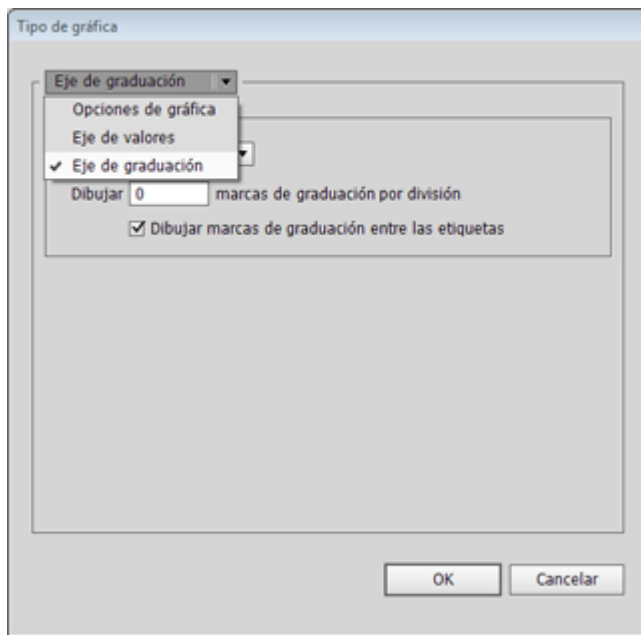 Tipo de gráfica
Eje de graduación
Opciones de gráfica
Eje de valores
Eje de graduación
Dibujar 0 marcas de graduación por división
Dibujar marcas de graduación entre las etiquetas
OK Cancelar